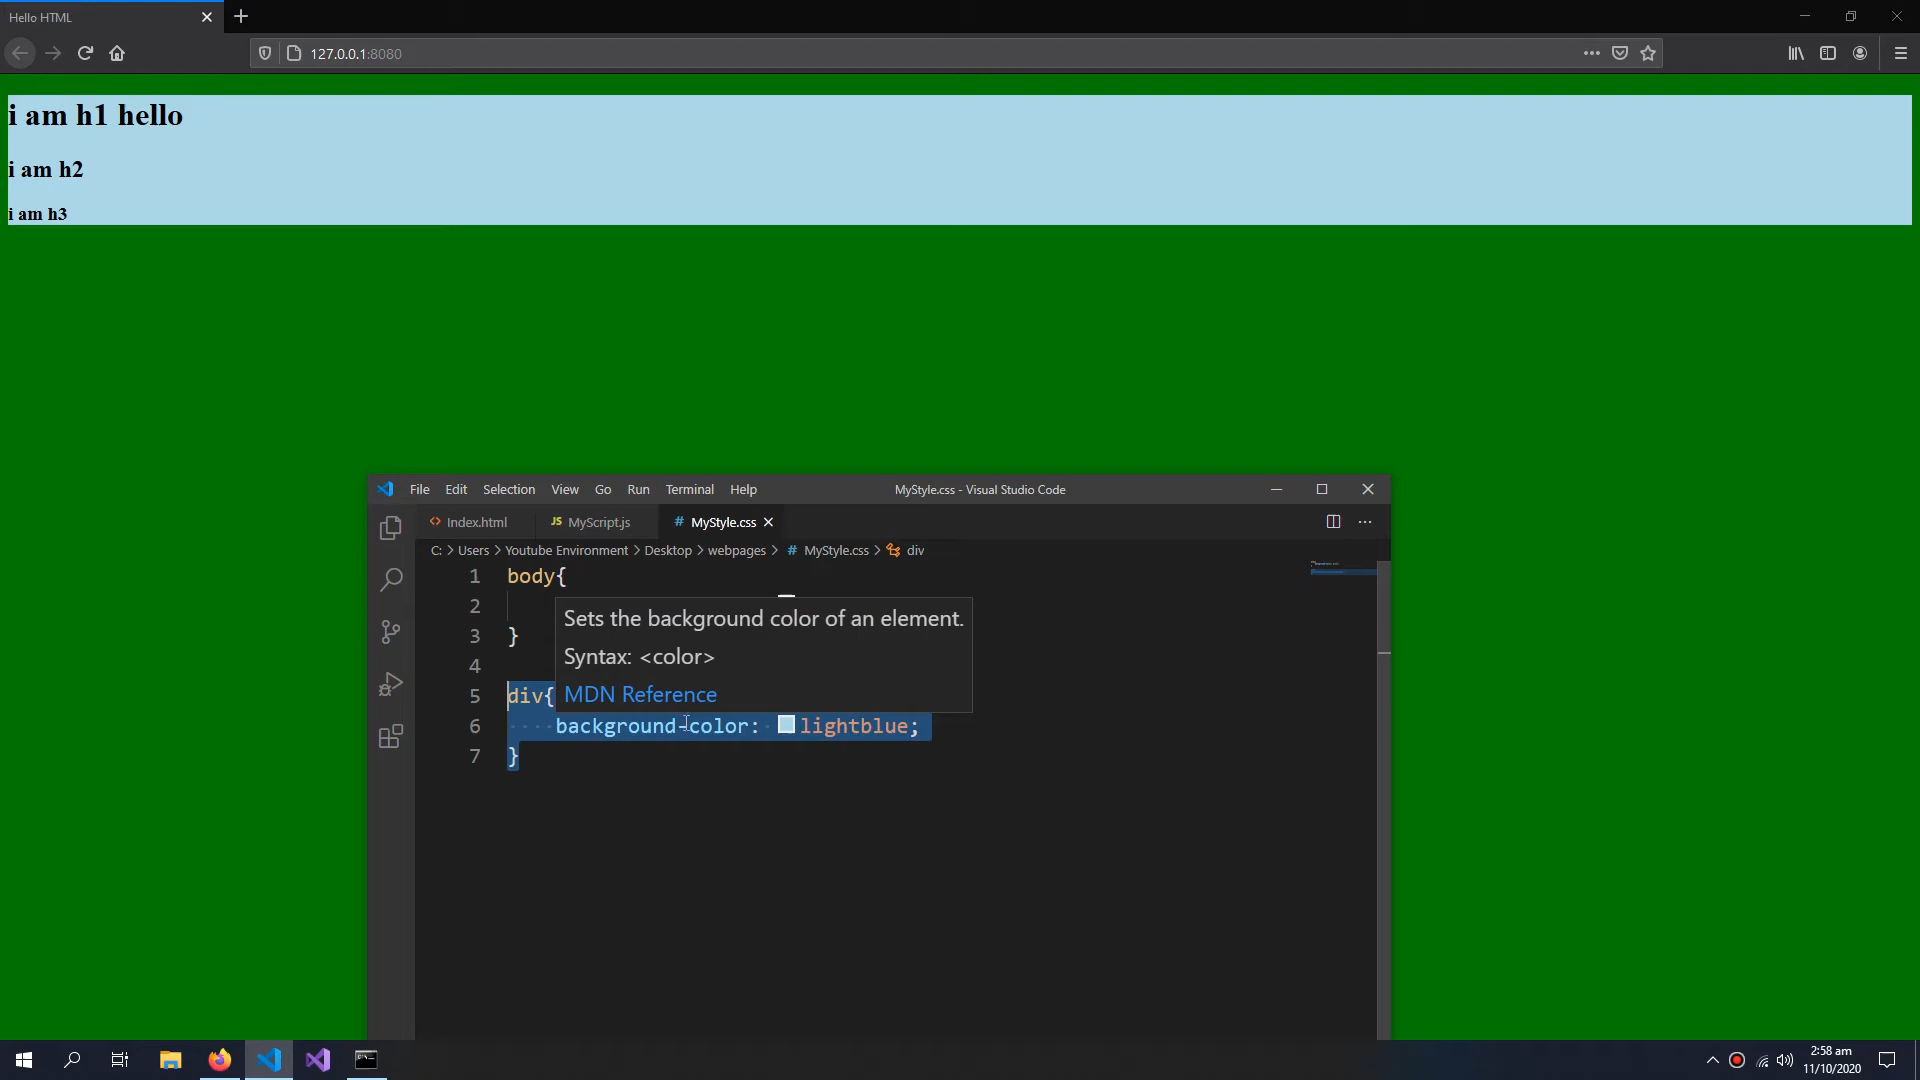 Hello HTML
127.0.0.1:8080
i am h1 hello
i am h2
i am h3
File Edit Selection View Go Run Terminal Help
MyStyle.css - Visual Studio Code
<> Index.html
JS MyScript.js
# MyStyle.css
C: > Users > Youtube Environment > Desktop > webpages > # MyStyle.css > div
1 body{
2
3 }
4
Sets the background color of an element.
Syntax: <color>
MDN Reference
5 div{
6 background-color: lightblue;
7 }
2:58 am
11/10/2020